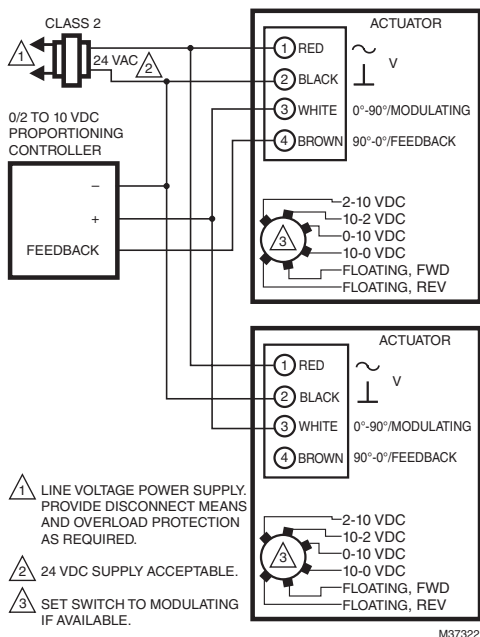 CLASS 2
1
24 VAC
2
0/2 TO 10 VDC
PROPORTIONING
CONTROLLER
–
+
FEEDBACK
ACTUATOR
1 RED
V
2 BLACK
3 WHITE 0°-90°/MODULATING
4 BROWN 90°-0°/FEEDBACK
3
2-10 VDC
10-2 VDC
0-10 VDC
10-0 VDC
FLOATING, FWD
FLOATING, REV
ACTUATOR
1 RED
V
2 BLACK
3 WHITE 0°-90°/MODULATING
4 BROWN 90°-0°/FEEDBACK
3
2-10 VDC
10-2 VDC
0-10 VDC
10-0 VDC
FLOATING, FWD
FLOATING, REV
1 LINE VOLTAGE POWER SUPPLY.
PROVIDE DISCONNECT MEANS
AND OVERLOAD PROTECTION
AS REQUIRED.
2 24 VDC SUPPLY ACCEPTABLE.
3 SET SWITCH TO MODULATING
IF AVAILABLE.
M37322